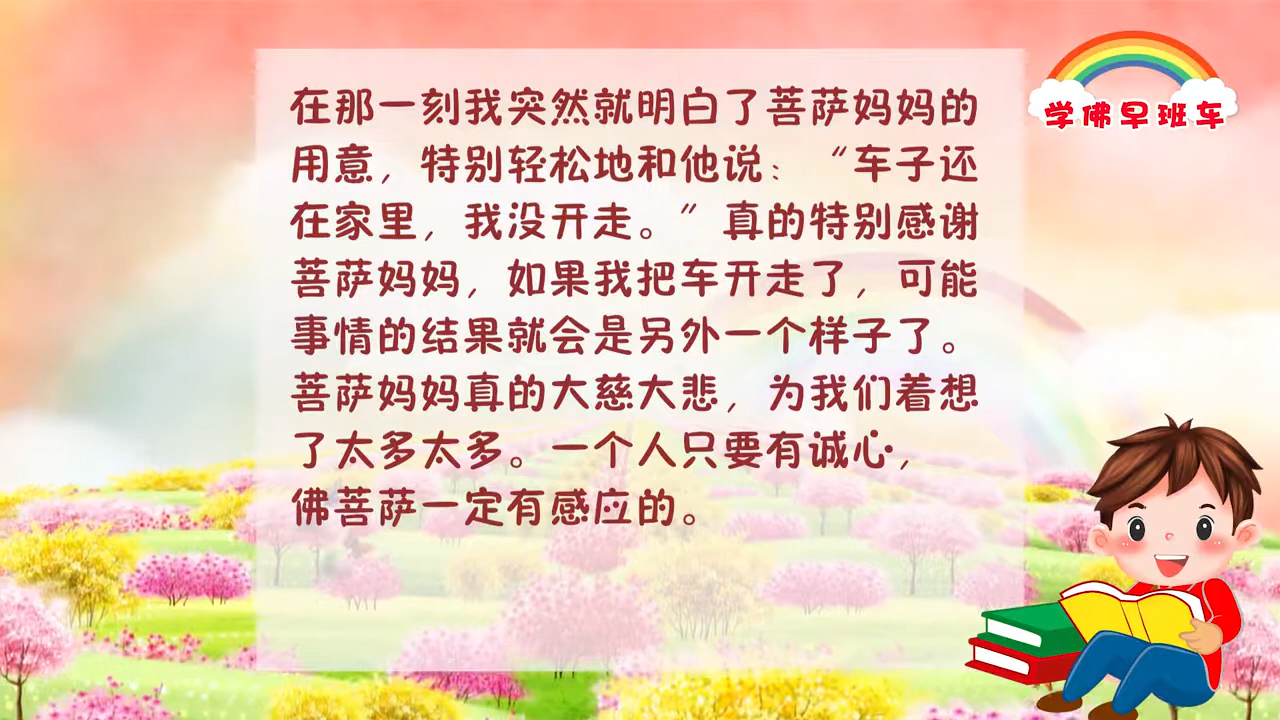 学佛早班车
在那一刻我突然就明白了菩萨妈妈的
用意，特别轻松地和他说：“车子还
在家里，我没开走。”真的特别感谢
菩萨妈妈，如果我把车开走了，可能
事情的结果就会是另外一个样子了。
菩萨妈妈真的大慈大悲，为我们着想
了太多太多。一个人只要有诚心，
佛菩萨一定有感应的。